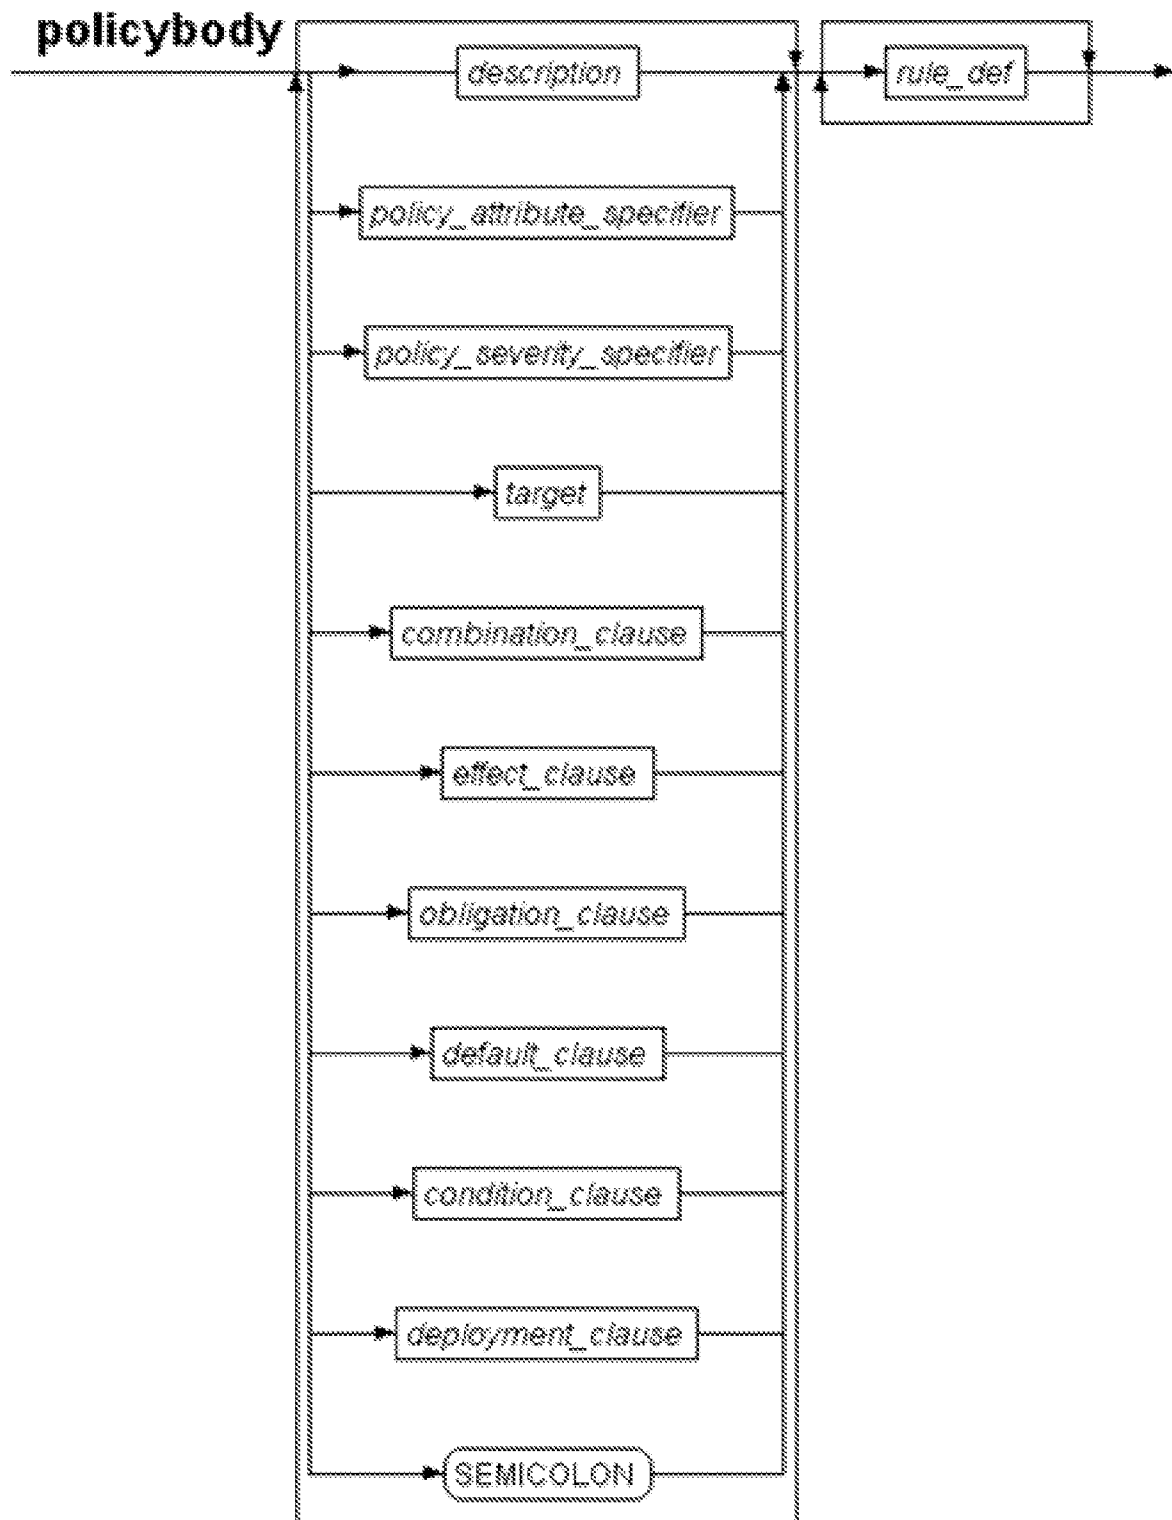 policybody
description
rule_def
policy_attribute_specifier
policy_severity_specifier
target
combination_clause
effect_clause
obligation_clause
default_clause
condition_clause
deployment_clause
SEMICOLON